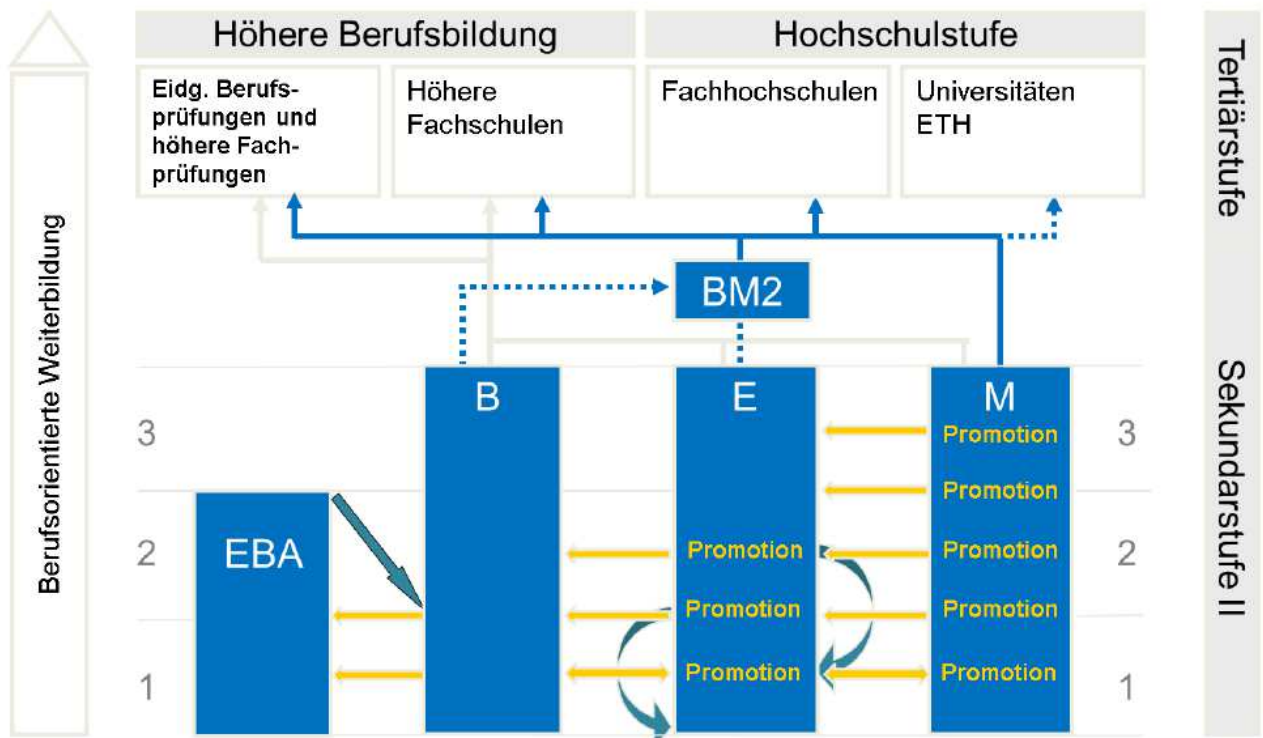 Höhere Berufsbildung
Hochschulstufe
Eidg. Berufs-
prüfungen und
höhere Fach-
prüfungen
Höhere
Fachschulen
Fachhochschulen
Universitäten
ETH
Tertiärstufe
Berufsorientierte Weiterbildung
BM2
Sekundarstufe II
B
E
M
3
Promotion
3
Promotion
2
EBA
Promotion
Promotion
2
Promotion
Promotion
1
Promotion
Promotion
1